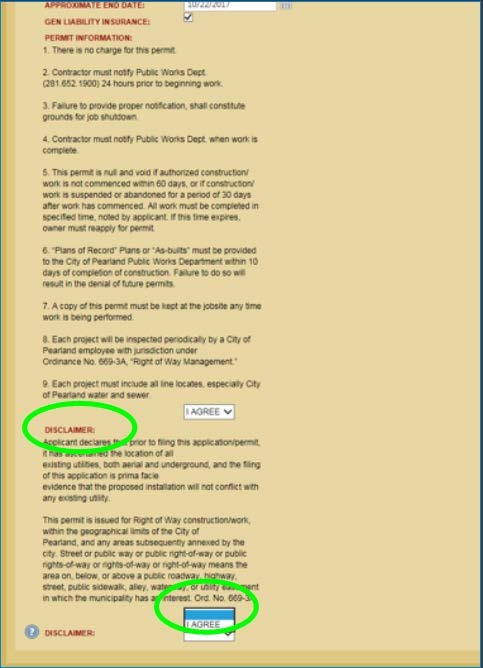 APPROXIMATE END DATE: 10/22/2017
GEN LIABILITY INSURANCE:
PERMIT INFORMATION:
1. There is no charge for this permit.
2. Contractor must notify Public Works Dept.
(281.652.1900) 24 hours prior to beginning work.
3. Failure to provide proper notification, shall constitute
grounds for job shutdown.
4. Contractor must notify Public Works Dept. when work is
complete.
5. This permit is null and void if authorized construction/
work is not commenced within 60 days, or if construction/
work is suspended or abandoned for a period of 30 days
after work has commenced. All work must be completed in
specified time, noted by applicant. If this time expires,
owner must reapply for permit.
6. "Plans of Record" Plans or "As-builts" must be provided
to the City of Pearland Public Works Department within 10
days of completion of construction. Failure to do so will
result in the denial of future permits.
7. A copy of this permit must be kept at the jobsite any time
work is being performed.
8. Each project will be inspected periodically by a City of
Pearland employee with jurisdiction under
Ordinance No. 669-3A, "Right of Way Management."
9. Each project must include all line locates, especially City
of Pearland water and sewer.
I AGREE
DISCLAIMER:
Applicant declares that prior to filing this application/permit,
it has ascertained the location of all
existing utilities, both aerial and underground, and the filing
of this application is prima facie
evidence that the proposed installation will not conflict with
any existing utility.
This permit is issued for Right of Way construction/work,
within the geographical limits of the City of
Pearland, and any areas subsequently annexed by the
city. Street or public way or public right-of-way or public
rights-of-way or rights-of-way or right-of-way means the
area on, below, or above a public roadway, highway,
street, public sidewalk, alley, waterway, or utility easement
in which the municipality has an interest. Ord. No. 669-3
I AGREE
DISCLAIMER: